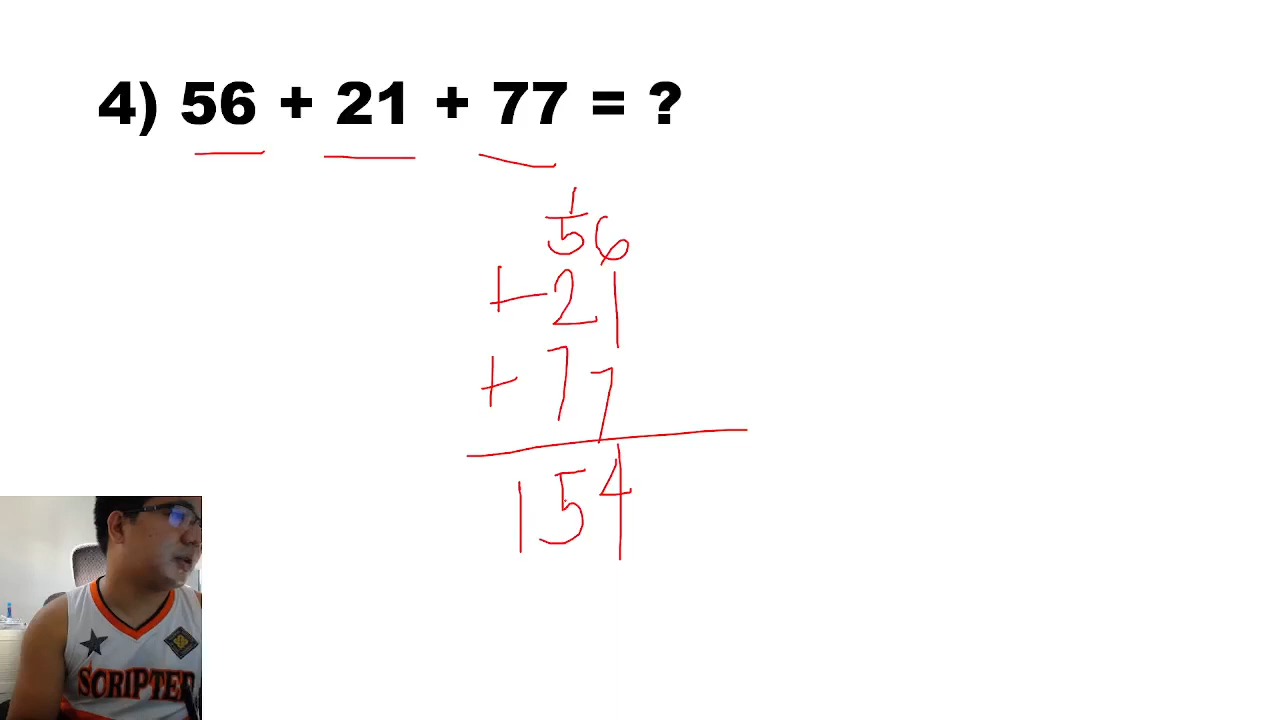 4) 56 + 21 + 77 = ?
1
56
+ 21
+ 77
154
SCRIPTER